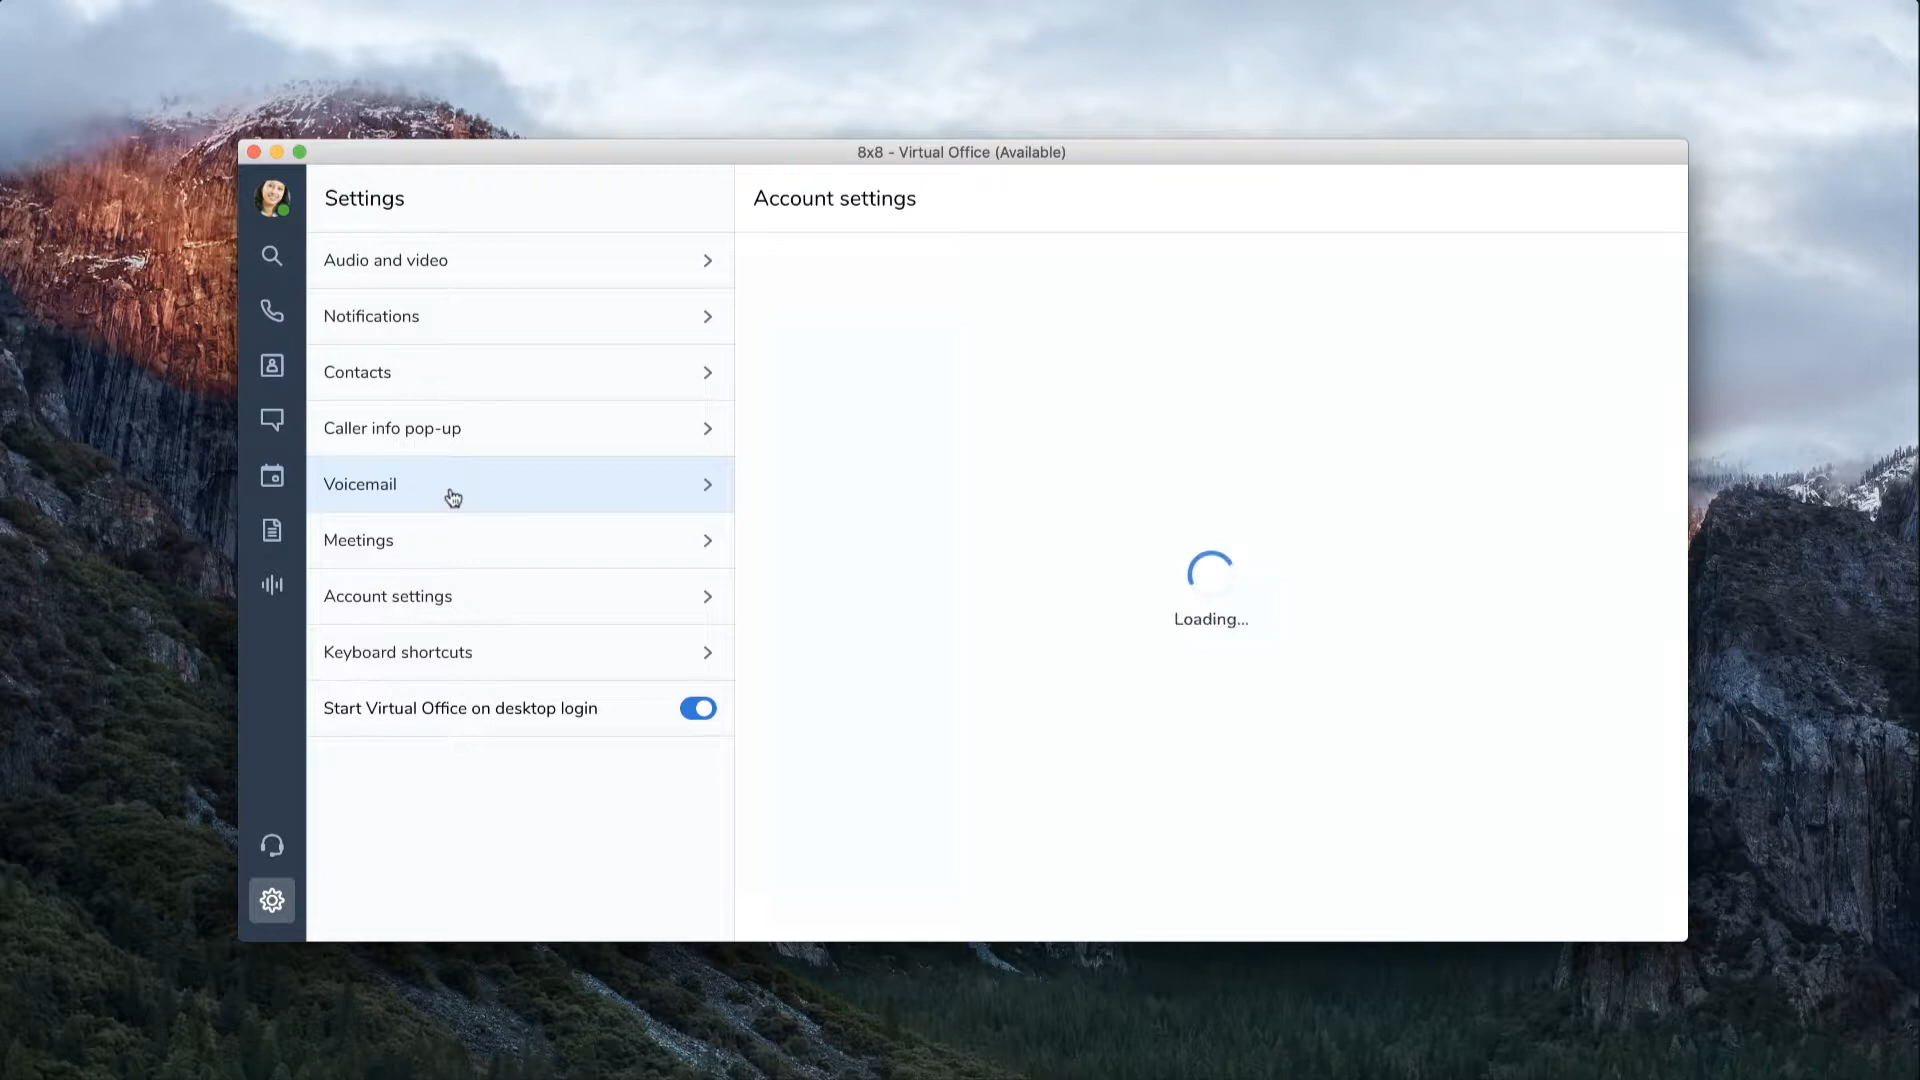 8x8 - Virtual Office (Available)
Settings
Account settings
Audio and video
Notifications
Contacts
Caller info pop-up
Voicemail
Meetings
Account settings
Keyboard shortcuts
Start Virtual Office on desktop login
Loading...